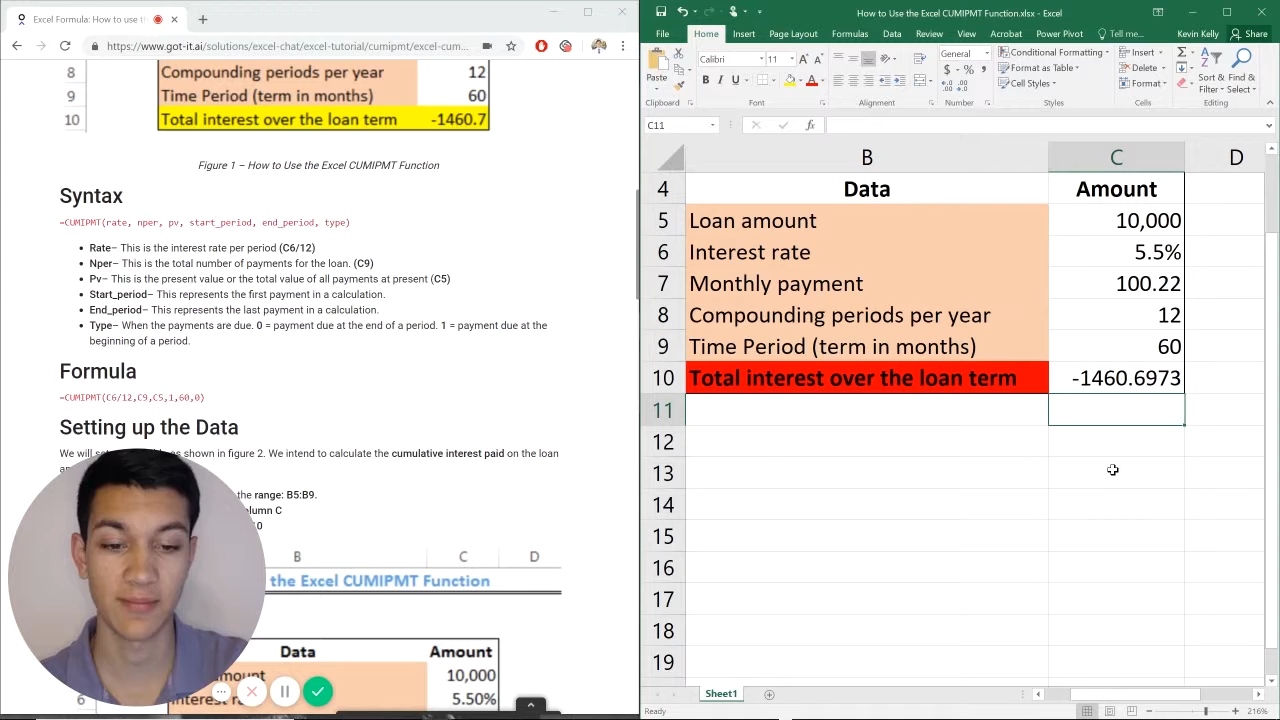 Excel Formula: How to use th
https://www.got-it.ai/solutions/excel-chat/excel-tutorial/cumipmt/excel-cum...
8 Compounding periods per year 12
9 Time Period (term in months) 60
10 Total interest over the loan term -1460.7
Figure 1 – How to Use the Excel CUMIPMT Function
Syntax
=CUMIPMT(rate, nper, pv, start_period, end_period, type)
Rate– This is the interest rate per period (C6/12)
Nper– This is the total number of payments for the loan. (C9)
Pv– This is the present value or the total value of all payments at present (C5)
Start_period– This represents the first payment in a calculation.
End_period– This represents the last payment in a calculation.
Type– When the payments are due. 0 = payment due at the end of a period. 1 = payment due at the
beginning of a period.
Formula
=CUMIPMT(C6/12,C9,C5,1,60,0)
Setting up the Data
We will as shown in figure 2. We intend to calculate the cumulative interest paid on the loan
the range: B5:B9.
olumn C
10
B C D
the Excel CUMIPMT Function
Data Amount
amount 10,000
6 Interest 5.50%
How to Use the Excel CUMIPMT Function.xlsx - Excel
File Home Insert Page Layout Formulas Data Review View Acrobat Power Pivot Tell me... Kevin Kelly Share
Paste Calibri 11 General Conditional Formatting Insert
B I U A $ % , Format as Table Delete Sort & Find &
Cell Styles Format Filter Select
Clipboard Font Alignment Number Styles Cells Editing
C11 fx
B C D
4 Data Amount
5 Loan amount 10,000
6 Interest rate 5.5%
7 Monthly payment 100.22
8 Compounding periods per year 12
9 Time Period (term in months) 60
10 Total interest over the loan term -1460.6973
11
12
13
14
15
16
17
18
19
Sheet1
Ready 216%